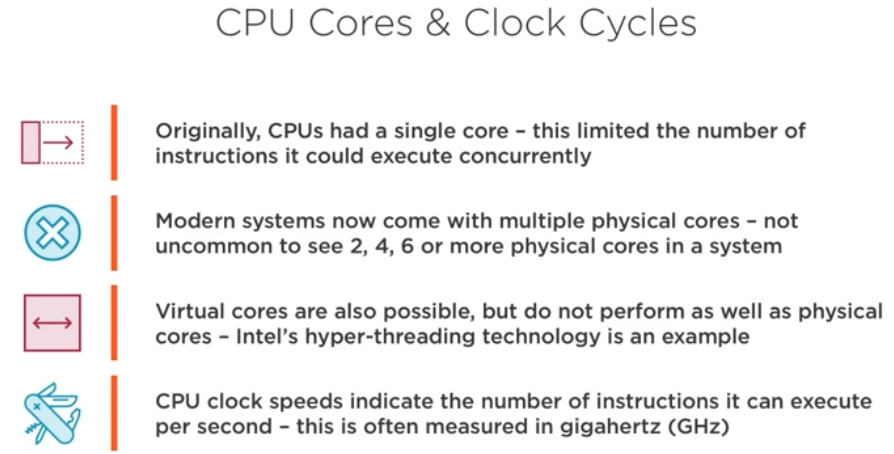 CPU Cores & Clock Cycles
Originally, CPUs had a single core – this limited the number of
instructions it could execute concurrently
Modern systems now come with multiple physical cores – not
uncommon to see 2, 4, 6 or more physical cores in a system
Virtual cores are also possible, but do not perform as well as physical
cores – Intel's hyper-threading technology is an example
CPU clock speeds indicate the number of instructions it can execute
per second – this is often measured in gigahertz (GHz)